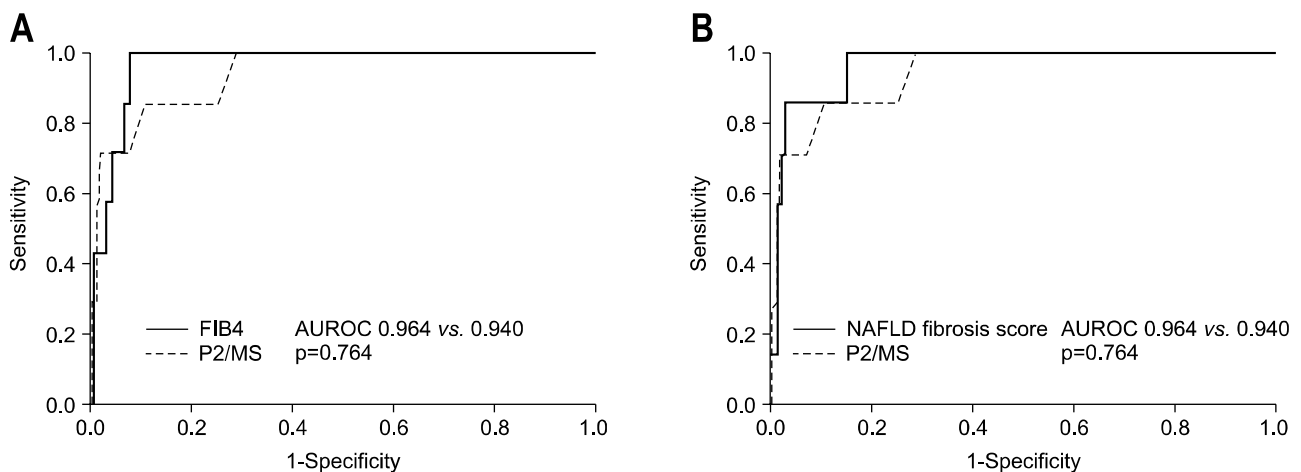 A
1.0
0.8
0.6
0.4
0.2
0.0
Sensitivity
FIB4 AUROC 0.964 vs. 0.940
P2/MS p=0.764
0.0 0.2 0.4 0.6 0.8 1.0
1-Specificity
B
1.0
0.8
0.6
0.4
0.2
0.0
Sensitivity
NAFLD fibrosis score AUROC 0.964 vs. 0.940
P2/MS p=0.764
0.0 0.2 0.4 0.6 0.8 1.0
1-Specificity